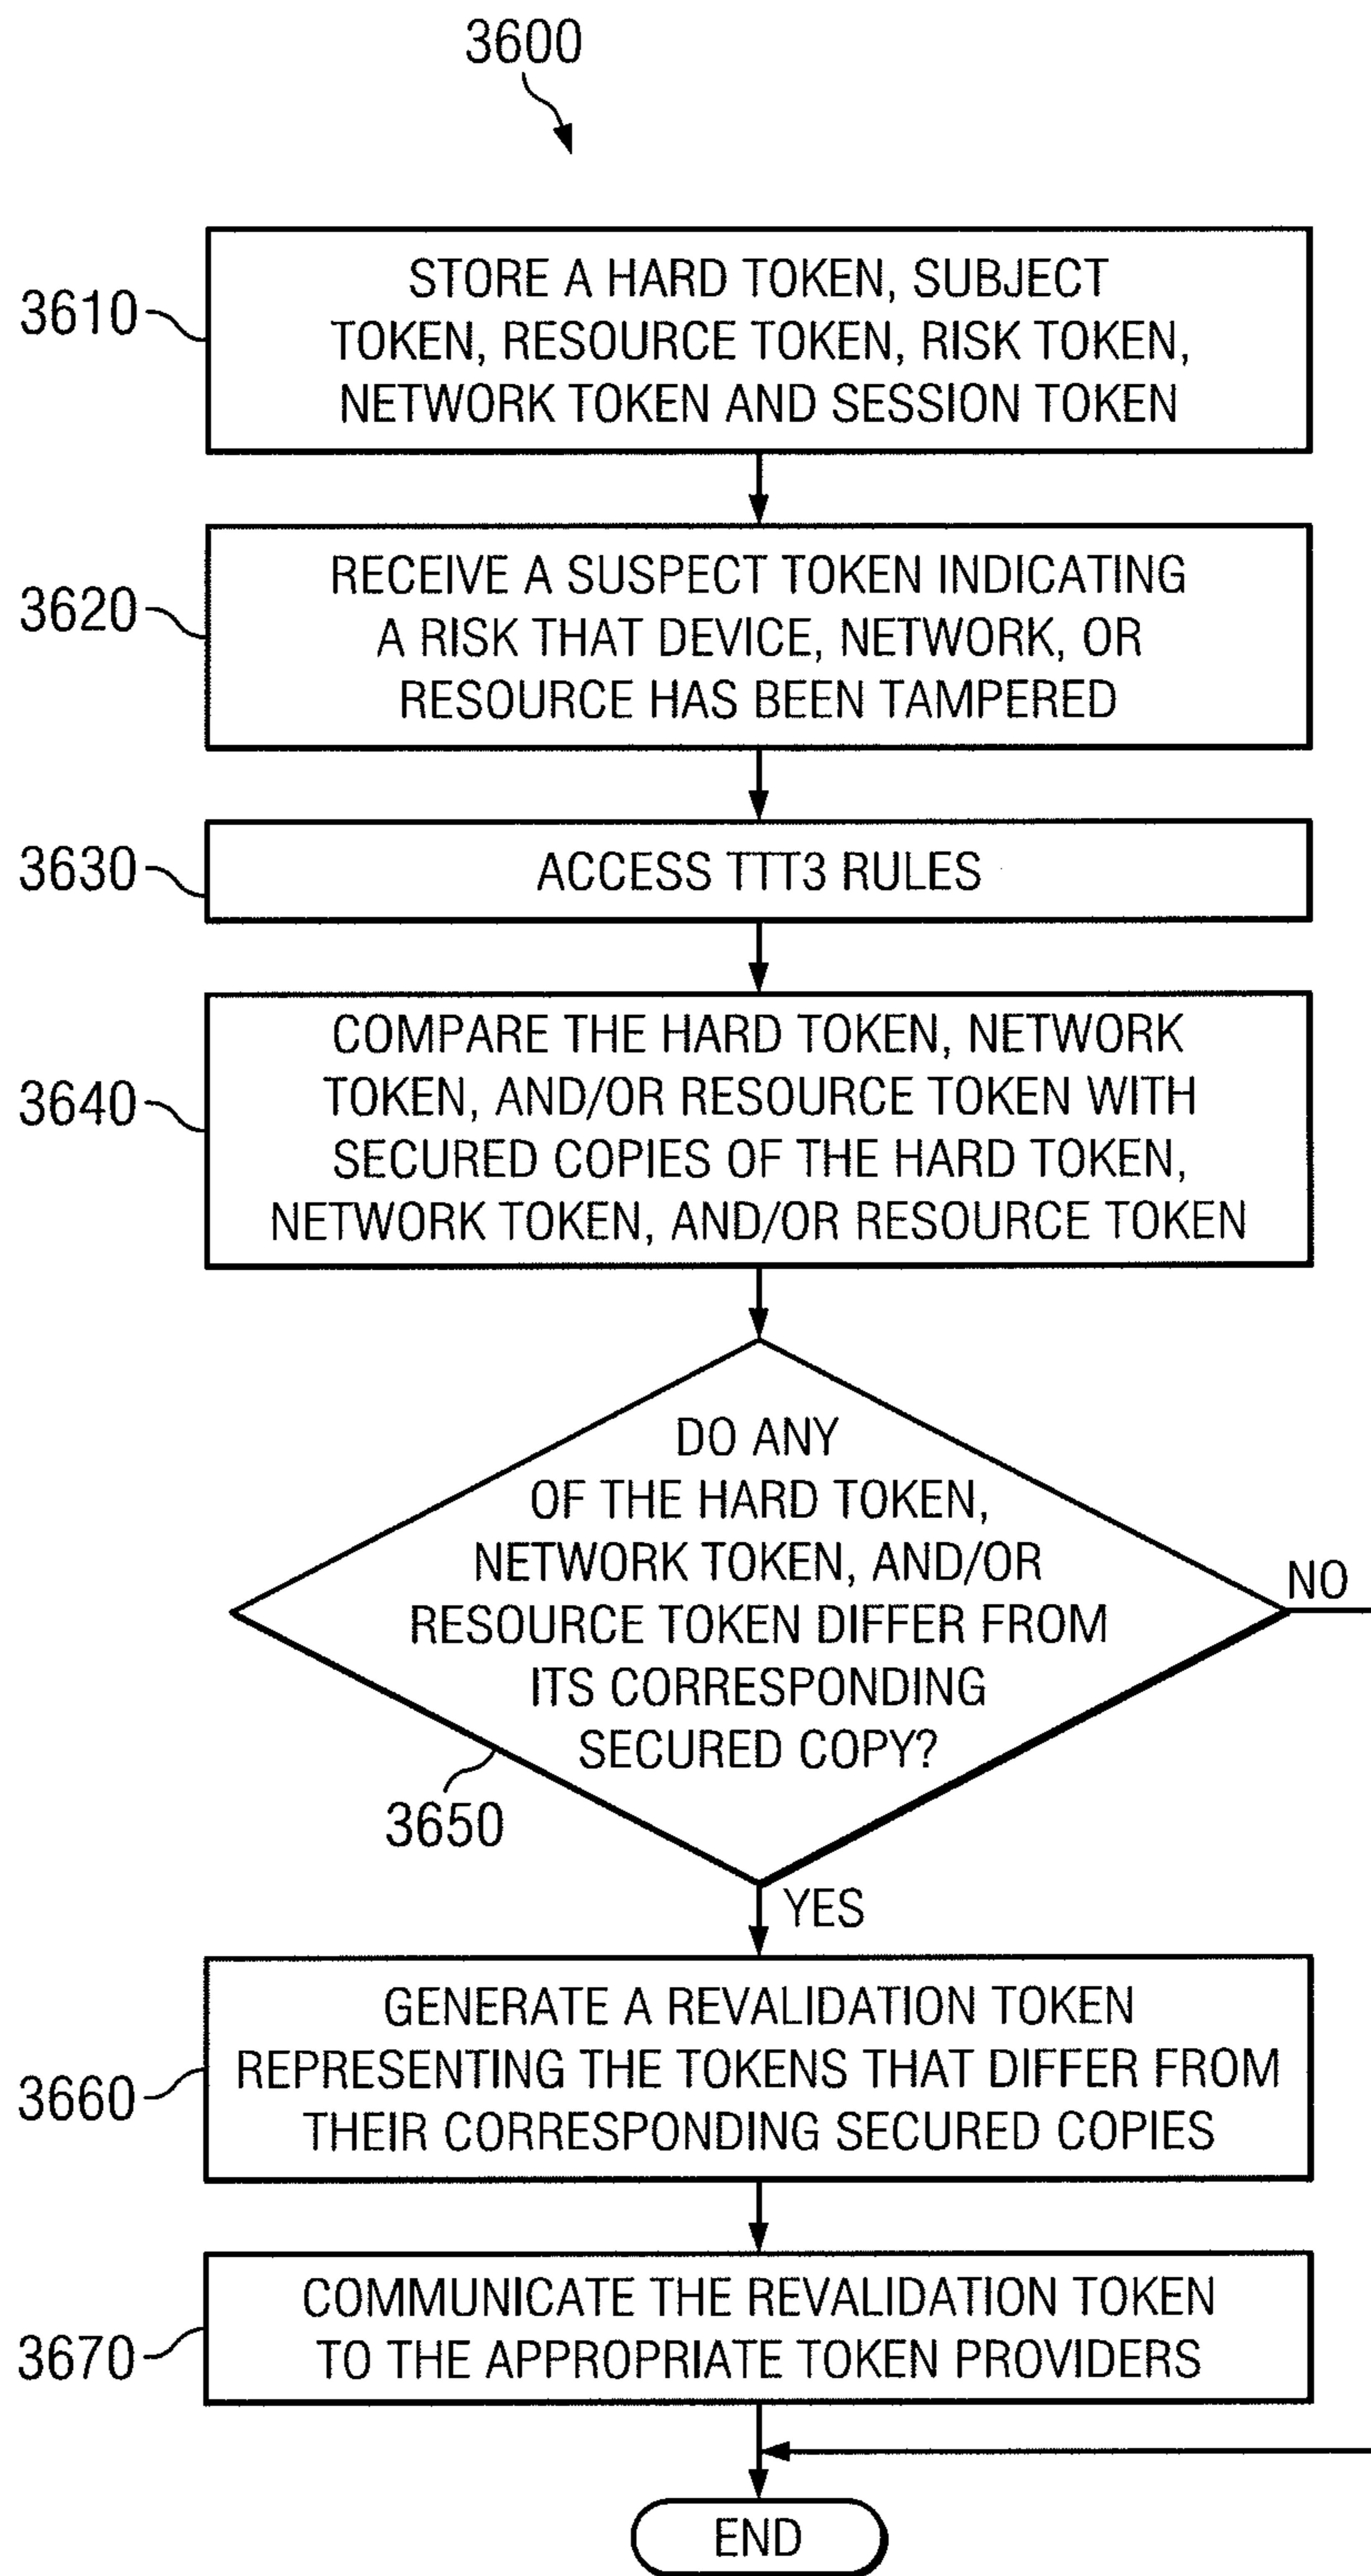 3600
3610
STORE A HARD TOKEN, SUBJECT
TOKEN, RESOURCE TOKEN, RISK TOKEN,
NETWORK TOKEN AND SESSION TOKEN
3620
RECEIVE A SUSPECT TOKEN INDICATING
A RISK THAT DEVICE, NETWORK, OR
RESOURCE HAS BEEN TAMPERED
3630
ACCESS TTT3 RULES
3640
COMPARE THE HARD TOKEN, NETWORK
TOKEN, AND/OR RESOURCE TOKEN WITH
SECURED COPIES OF THE HARD TOKEN,
NETWORK TOKEN, AND/OR RESOURCE TOKEN
DO ANY
OF THE HARD TOKEN,
NETWORK TOKEN, AND/OR
RESOURCE TOKEN DIFFER FROM
ITS CORRESPONDING
SECURED COPY?
NO
3650
YES
3660
GENERATE A REVALIDATION TOKEN
REPRESENTING THE TOKENS THAT DIFFER FROM
THEIR CORRESPONDING SECURED COPIES
3670
COMMUNICATE THE REVALIDATION TOKEN
TO THE APPROPRIATE TOKEN PROVIDERS
END